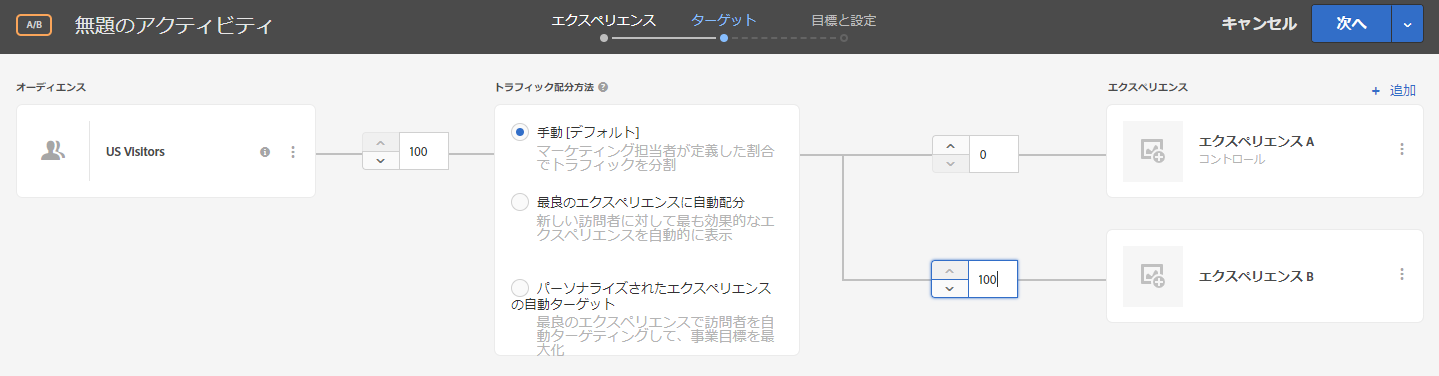 A/B
無題のアクティビティ
エクスペリエンス
ターゲット
目標と設定
キャンセル
次へ
オーディエンス
US Visitors
100
トラフィック配分方法
手動 [デフォルト]
マーケティング担当者が定義した割合
でトラフィックを分割
最良のエクスペリエンスに自動配分
新しい訪問者に対して最も効果的なエ
クスペリエンスを自動的に表示
パーソナライズされたエクスペリエンス
の自動ターゲット
最良のエクスペリエンスで訪問者を自
動ターゲティングして、事業目標を最
大化
0
100
エクスペリエンス
+ 追加
エクスペリエンス A
コントロール
エクスペリエンス B